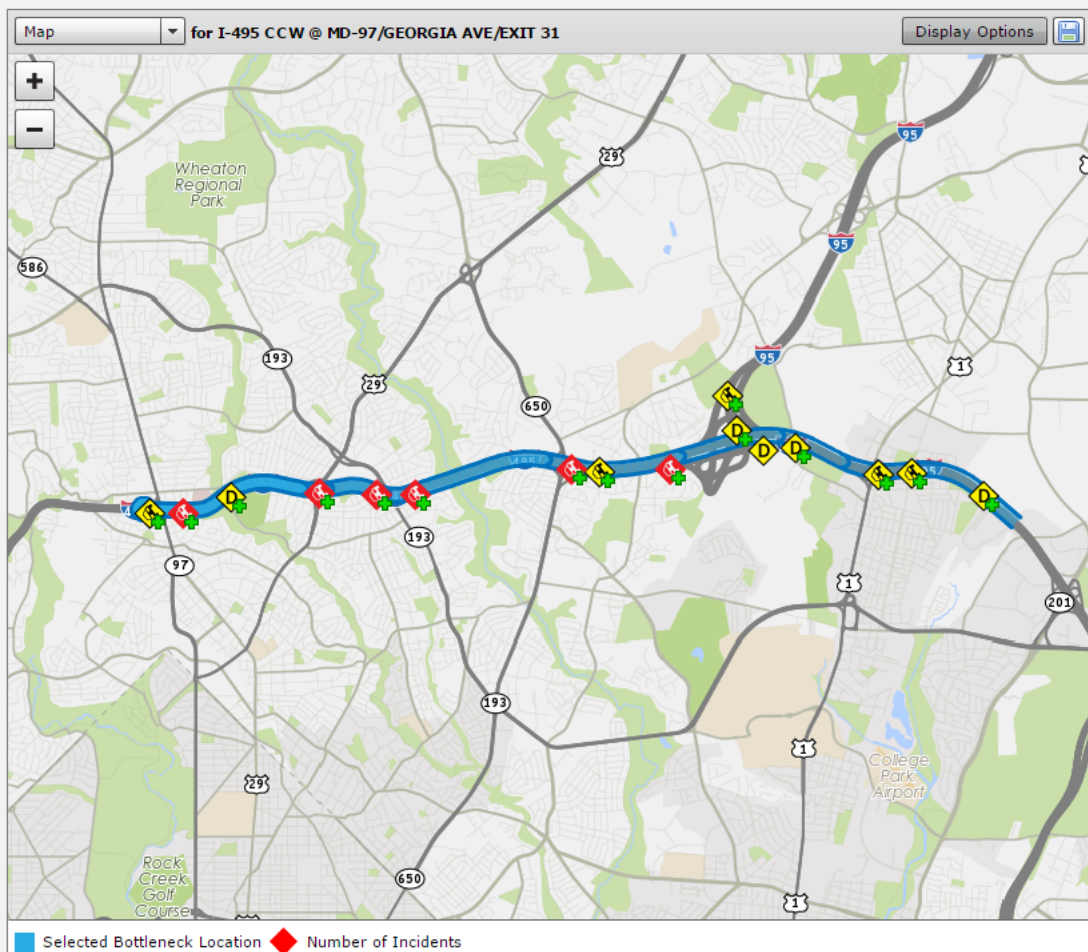 Map
for I-495 CCW @ MD-97/GEORGIA AVE/EXIT 31
Display Options
+
−
95
29
Wheaton
Regional
Park
95
586
193
95
1
29
650
D
D
D
D
193
D
97
1
201
193
1
College
Park
Airport
29
Rock
Creek
Golf
Course
650
1
Selected Bottleneck Location
Number of Incidents